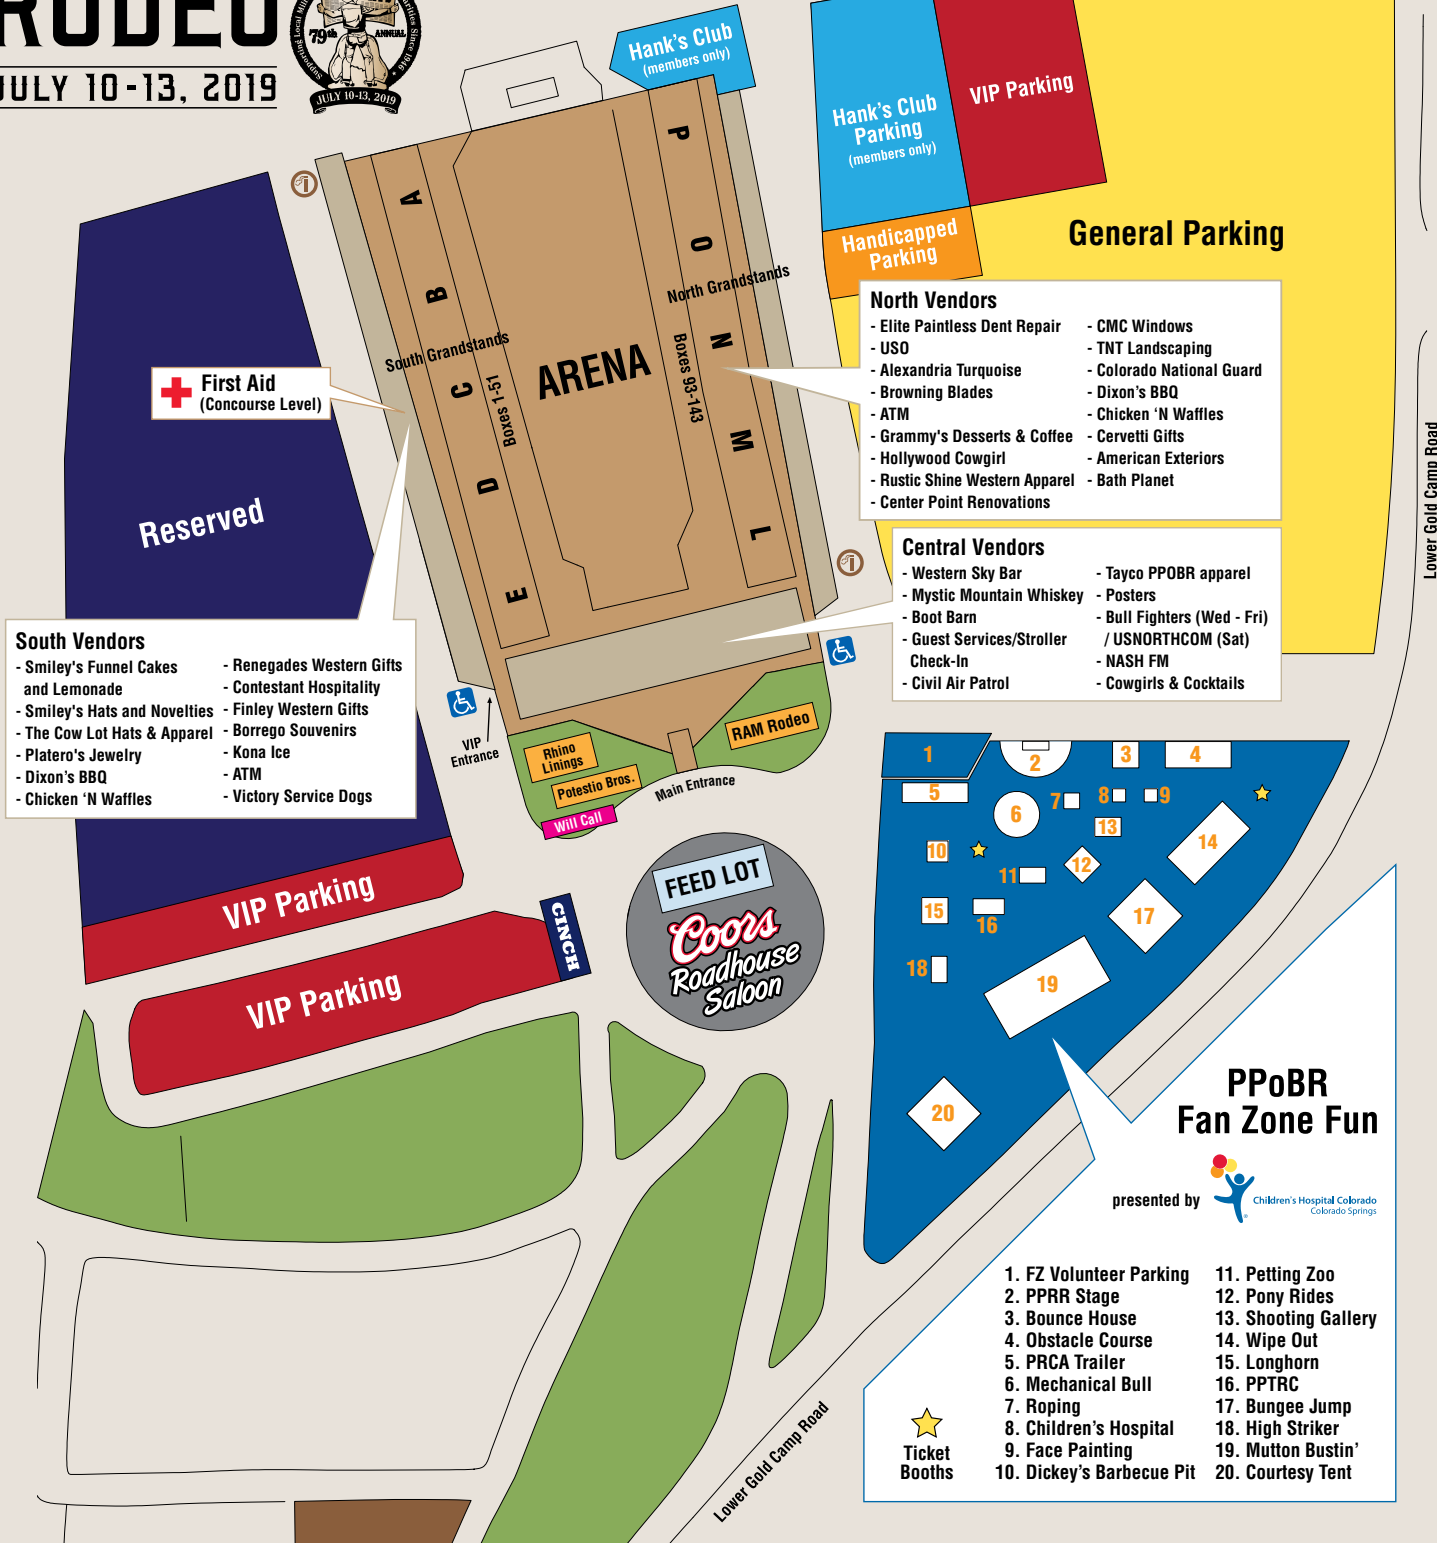 RODEO
JULY 10-13, 2019
79th ANNUAL
Supporting Local Mil
arities Since 1946
JULY 10-13, 2019
Hank's Club
(members only)
Hank's Club
Parking
(members only)
VIP Parking
Handicapped
Parking
General Parking
A
B
C
D
E
P
O
N
M
L
South Grandstands
North Grandstands
Boxes 1-51
Boxes 93-143
ARENA
First Aid
(Concourse Level)
Reserved
North Vendors
- Elite Paintless Dent Repair
- USO
- Alexandria Turquoise
- Browning Blades
- ATM
- Grammy's Desserts & Coffee
- Hollywood Cowgirl
- Rustic Shine Western Apparel
- Center Point Renovations
- CMC Windows
- TNT Landscaping
- Colorado National Guard
- Dixon's BBQ
- Chicken ‘N Waffles
- Cervetti Gifts
- American Exteriors
- Bath Planet
Lower Gold Camp Road
Central Vendors
- Western Sky Bar
- Mystic Mountain Whiskey
- Boot Barn
- Guest Services/Stroller
Check-In
- Civil Air Patrol
- Tayco PPOBR apparel
- Posters
- Bull Fighters (Wed - Fri)
/ USNORTHCOM (Sat)
- NASH FM
- Cowgirls & Cocktails
South Vendors
- Smiley's Funnel Cakes
and Lemonade
- Smiley's Hats and Novelties
- The Cow Lot Hats & Apparel
- Platero's Jewelry
- Dixon's BBQ
- Chicken ‘N Waffles
- Renegades Western Gifts
- Contestant Hospitality
- Finley Western Gifts
- Borrego Souvenirs
- Kona Ice
- ATM
- Victory Service Dogs
VIP
Entrance
Rhino
Linings
Potestio Bros.
Will Call
Main Entrance
RAM Rodeo
VIP Parking
VIP Parking
CINCH
FEED LOT
Coors
Roadhouse
Saloon
1
2
3
4
5
6
7
8
9
10
11
12
13
14
15
16
17
18
19
20
PPoBR
Fan Zone Fun
presented by
Children's Hospital Colorado
Colorado Springs
1. FZ Volunteer Parking
2. PPRR Stage
3. Bounce House
4. Obstacle Course
5. PRCA Trailer
6. Mechanical Bull
7. Roping
8. Children’s Hospital
9. Face Painting
10. Dickey’s Barbecue Pit
11. Petting Zoo
12. Pony Rides
13. Shooting Gallery
14. Wipe Out
15. Longhorn
16. PPTRC
17. Bungee Jump
18. High Striker
19. Mutton Bustin’
20. Courtesy Tent
Ticket
Booths
Lower Gold Camp Road